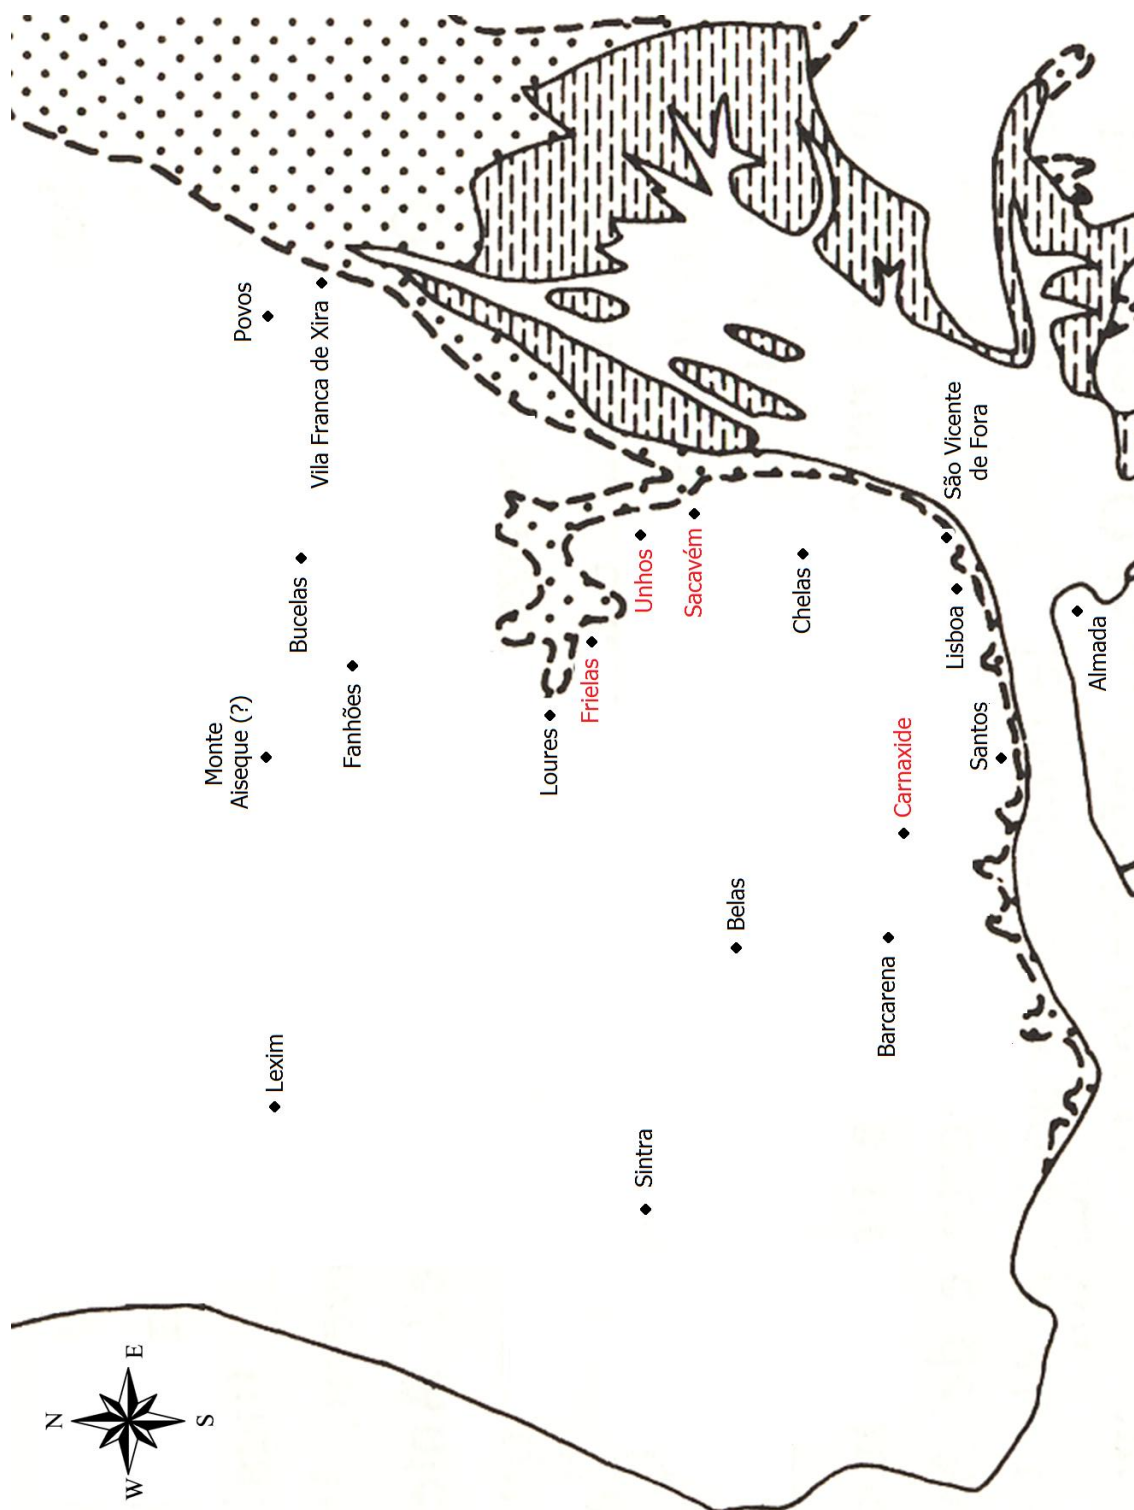 Povos
Vila Franca de Xira
Bucelas
Fanhões
Monte
Aiseque (?)
Loures
Frielas
Unhos
Sacavém
Chelas
São Vicente
de Fora
Lisboa
Almada
Santos
Carnaxide
Belas
Barcarena
Lexim
Sintra
N
E
S
W